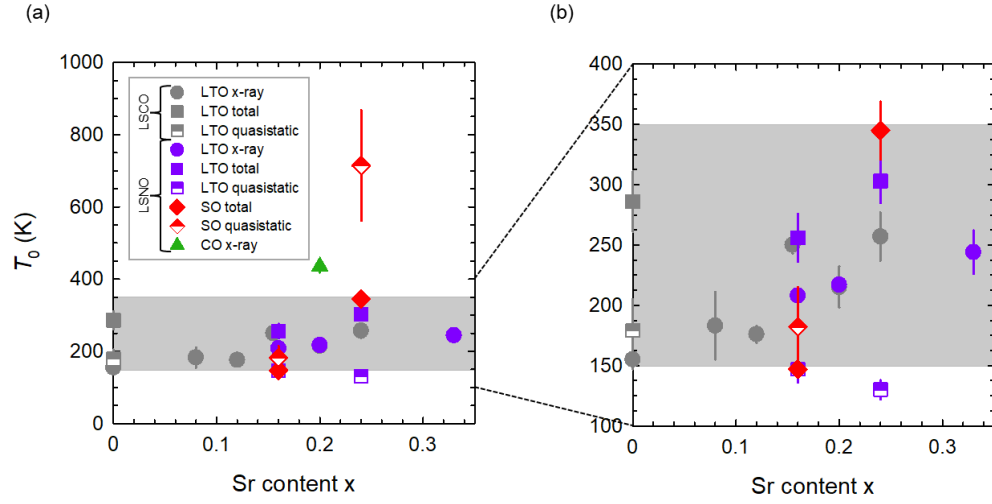 (a)
(b)
1000
800
600
400
200
0
T0 (K)
LSCO
LSNO
LTO x-ray
LTO total
LTO quasistatic
LTO x-ray
LTO total
LTO quasistatic
SO total
SO quasistatic
CO x-ray
0 0.1 0.2 0.3
Sr content x
400
350
300
250
200
150
100
0 0.1 0.2 0.3
Sr content x